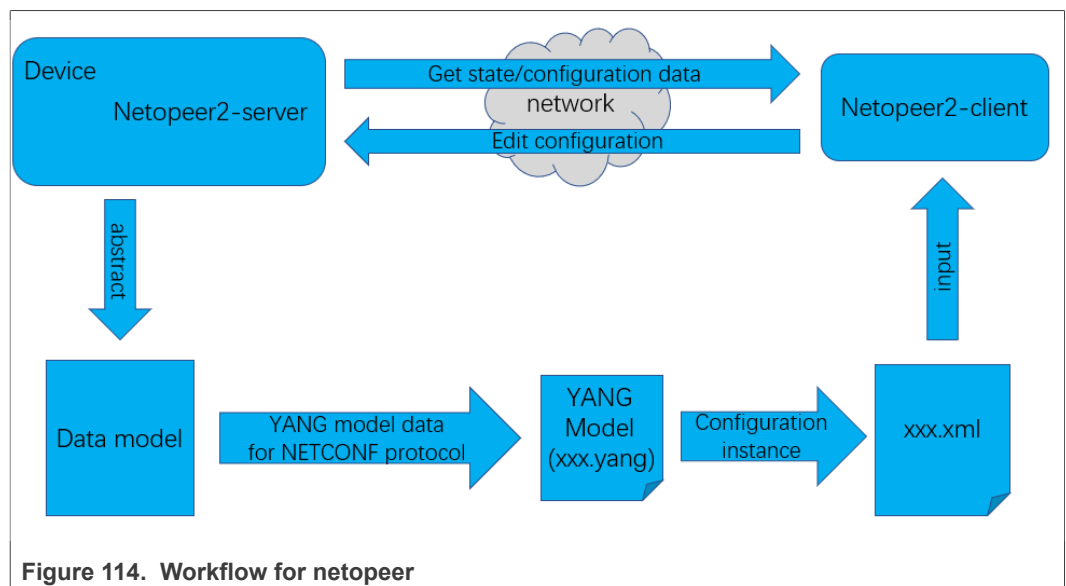 Device
Netopeer2-server
Get state/configuration data
network
Edit configuration
Netopeer2-client
abstract
input
Data model
YANG model data
for NETCONF protocol
YANG
Model
(xxx.yang)
Configuration
instance
xxx.xml
Figure 114. Workflow for netopeer